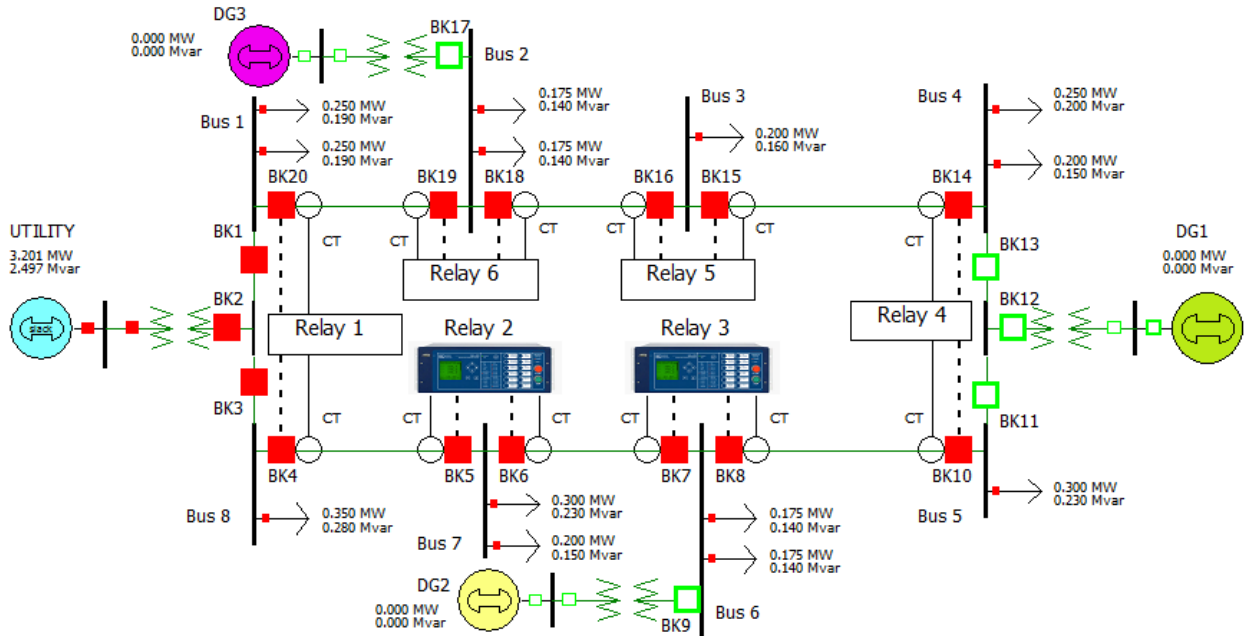 DG3
0.000 MW
0.000 Mvar
BK17
Bus 2
Bus 1
0.250 MW
0.190 Mvar
0.250 MW
0.190 Mvar
0.175 MW
0.140 Mvar
0.175 MW
0.140 Mvar
Bus 3
0.200 MW
0.160 Mvar
Bus 4
0.250 MW
0.200 Mvar
0.200 MW
0.150 Mvar
BK20
BK19
BK18
BK16
BK15
BK14
CT
CT
CT
CT
CT
CT
UTILITY
3.201 MW
2.497 Mvar
slack
BK1
BK2
BK3
Relay 6
Relay 5
Relay 1
Relay 2
Relay 3
Relay 4
BK13
BK12
BK11
DG1
0.000 MW
0.000 Mvar
CT
CT
CT
CT
CT
CT
BK4
BK5
BK6
BK7
BK8
BK10
Bus 8
0.350 MW
0.280 Mvar
Bus 7
0.300 MW
0.230 Mvar
0.200 MW
0.150 Mvar
0.175 MW
0.140 Mvar
0.175 MW
0.140 Mvar
Bus 5
0.300 MW
0.230 Mvar
DG2
0.000 MW
0.000 Mvar
BK9
Bus 6